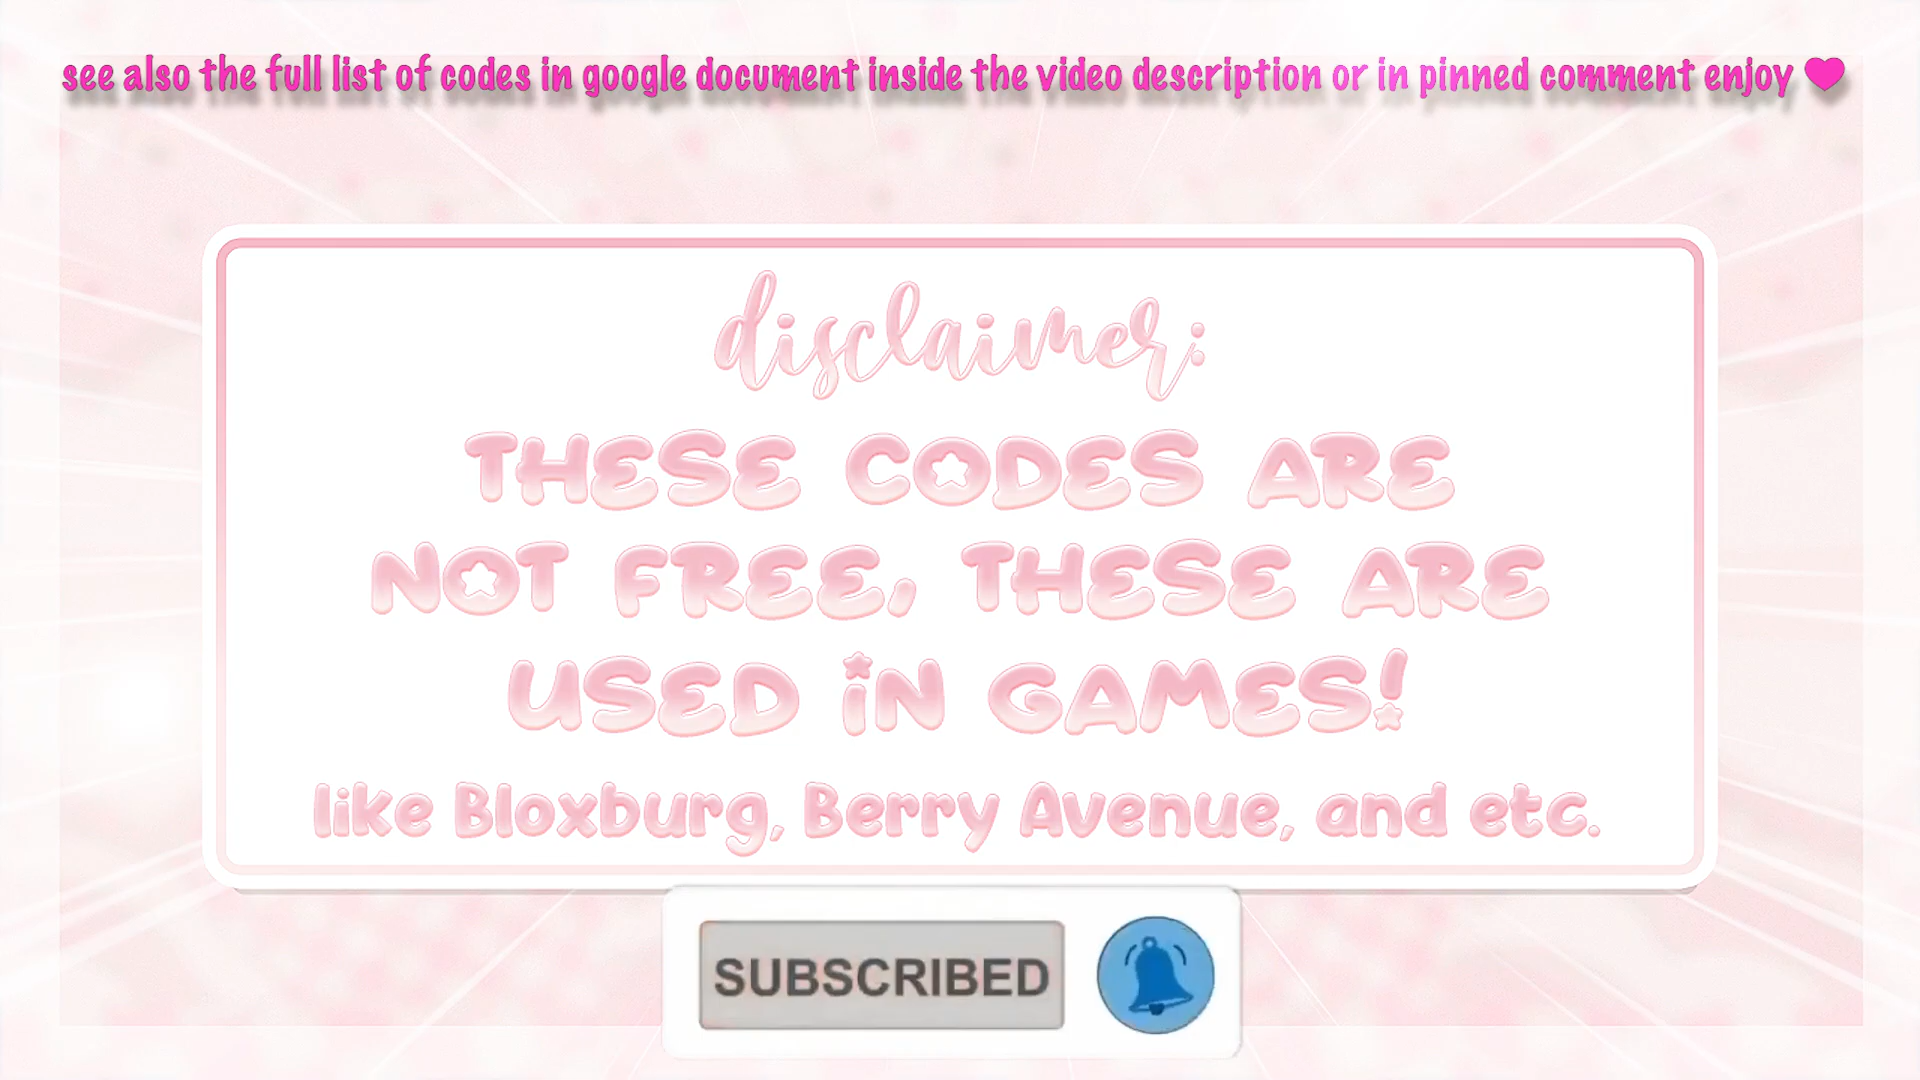 see also the full list of codes in google document inside the video description or in pinned comment enjoy ♥
disclaimer:
THESE CODES ARE
NOT FREE, THESE ARE
USED iN GAMES!
like Bloxburg, Berry Avenue, and etc.
SUBSCRIBED